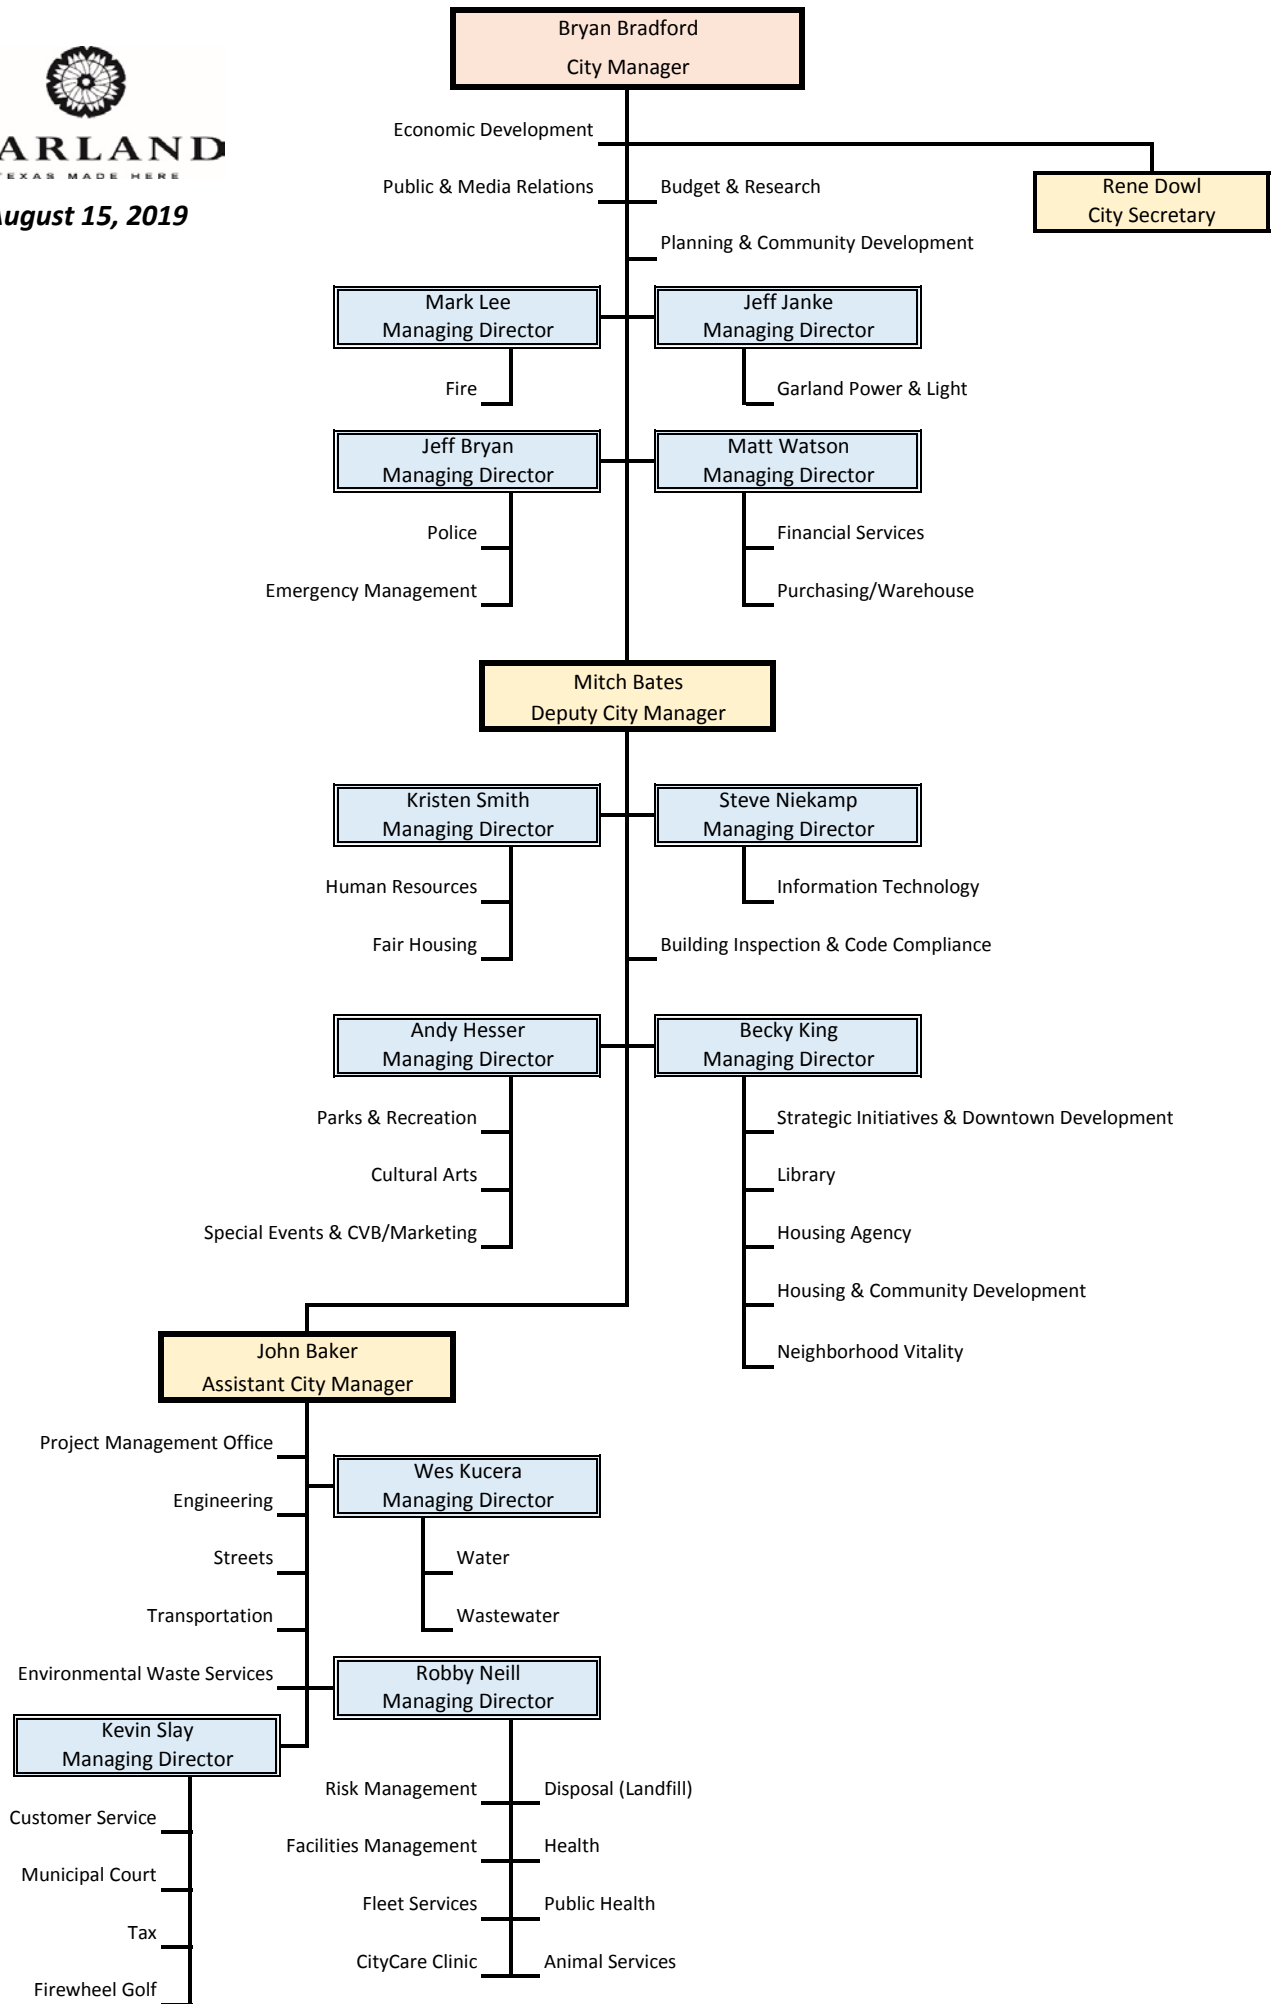 Bryan Bradford
City Manager
ARLAND
TEXAS MADE HERE
August 15, 2019
Economic Development
Public & Media Relations
Budget & Research
Planning & Community Development
Rene Dowl
City Secretary
Mark Lee
Managing Director
Fire
Jeff Janke
Managing Director
Garland Power & Light
Jeff Bryan
Managing Director
Police
Emergency Management
Matt Watson
Managing Director
Financial Services
Purchasing/Warehouse
Mitch Bates
Deputy City Manager
Kristen Smith
Managing Director
Human Resources
Fair Housing
Steve Niekamp
Managing Director
Information Technology
Building Inspection & Code Compliance
Andy Hesser
Managing Director
Parks & Recreation
Cultural Arts
Special Events & CVB/Marketing
Becky King
Managing Director
Strategic Initiatives & Downtown Development
Library
Housing Agency
Housing & Community Development
Neighborhood Vitality
John Baker
Assistant City Manager
Project Management Office
Engineering
Streets
Transportation
Environmental Waste Services
Wes Kucera
Managing Director
Water
Wastewater
Robby Neill
Managing Director
Risk Management
Disposal (Landfill)
Facilities Management
Health
Fleet Services
Public Health
CityCare Clinic
Animal Services
Kevin Slay
Managing Director
Customer Service
Municipal Court
Tax
Firewheel Golf